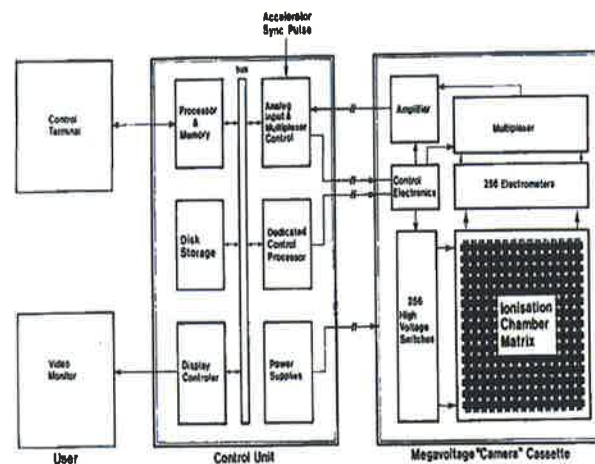 Accelerator
Sync Pulse
bus
Control
Terminal
Processor
&
Memory
Analog
Input &
Multiplexer
Control
Amplifier
Multiplexer
Control
Electronics
256 Electrometers
Disk
Storage
Dedicated
Control
Processor
256
High
Voltage
Switches
Ionisation
Chamber
Matrix
Video
Monitor
Display
Controler
Power
Supplies
User
Control Unit
Megavoltage "Camera" Cassette